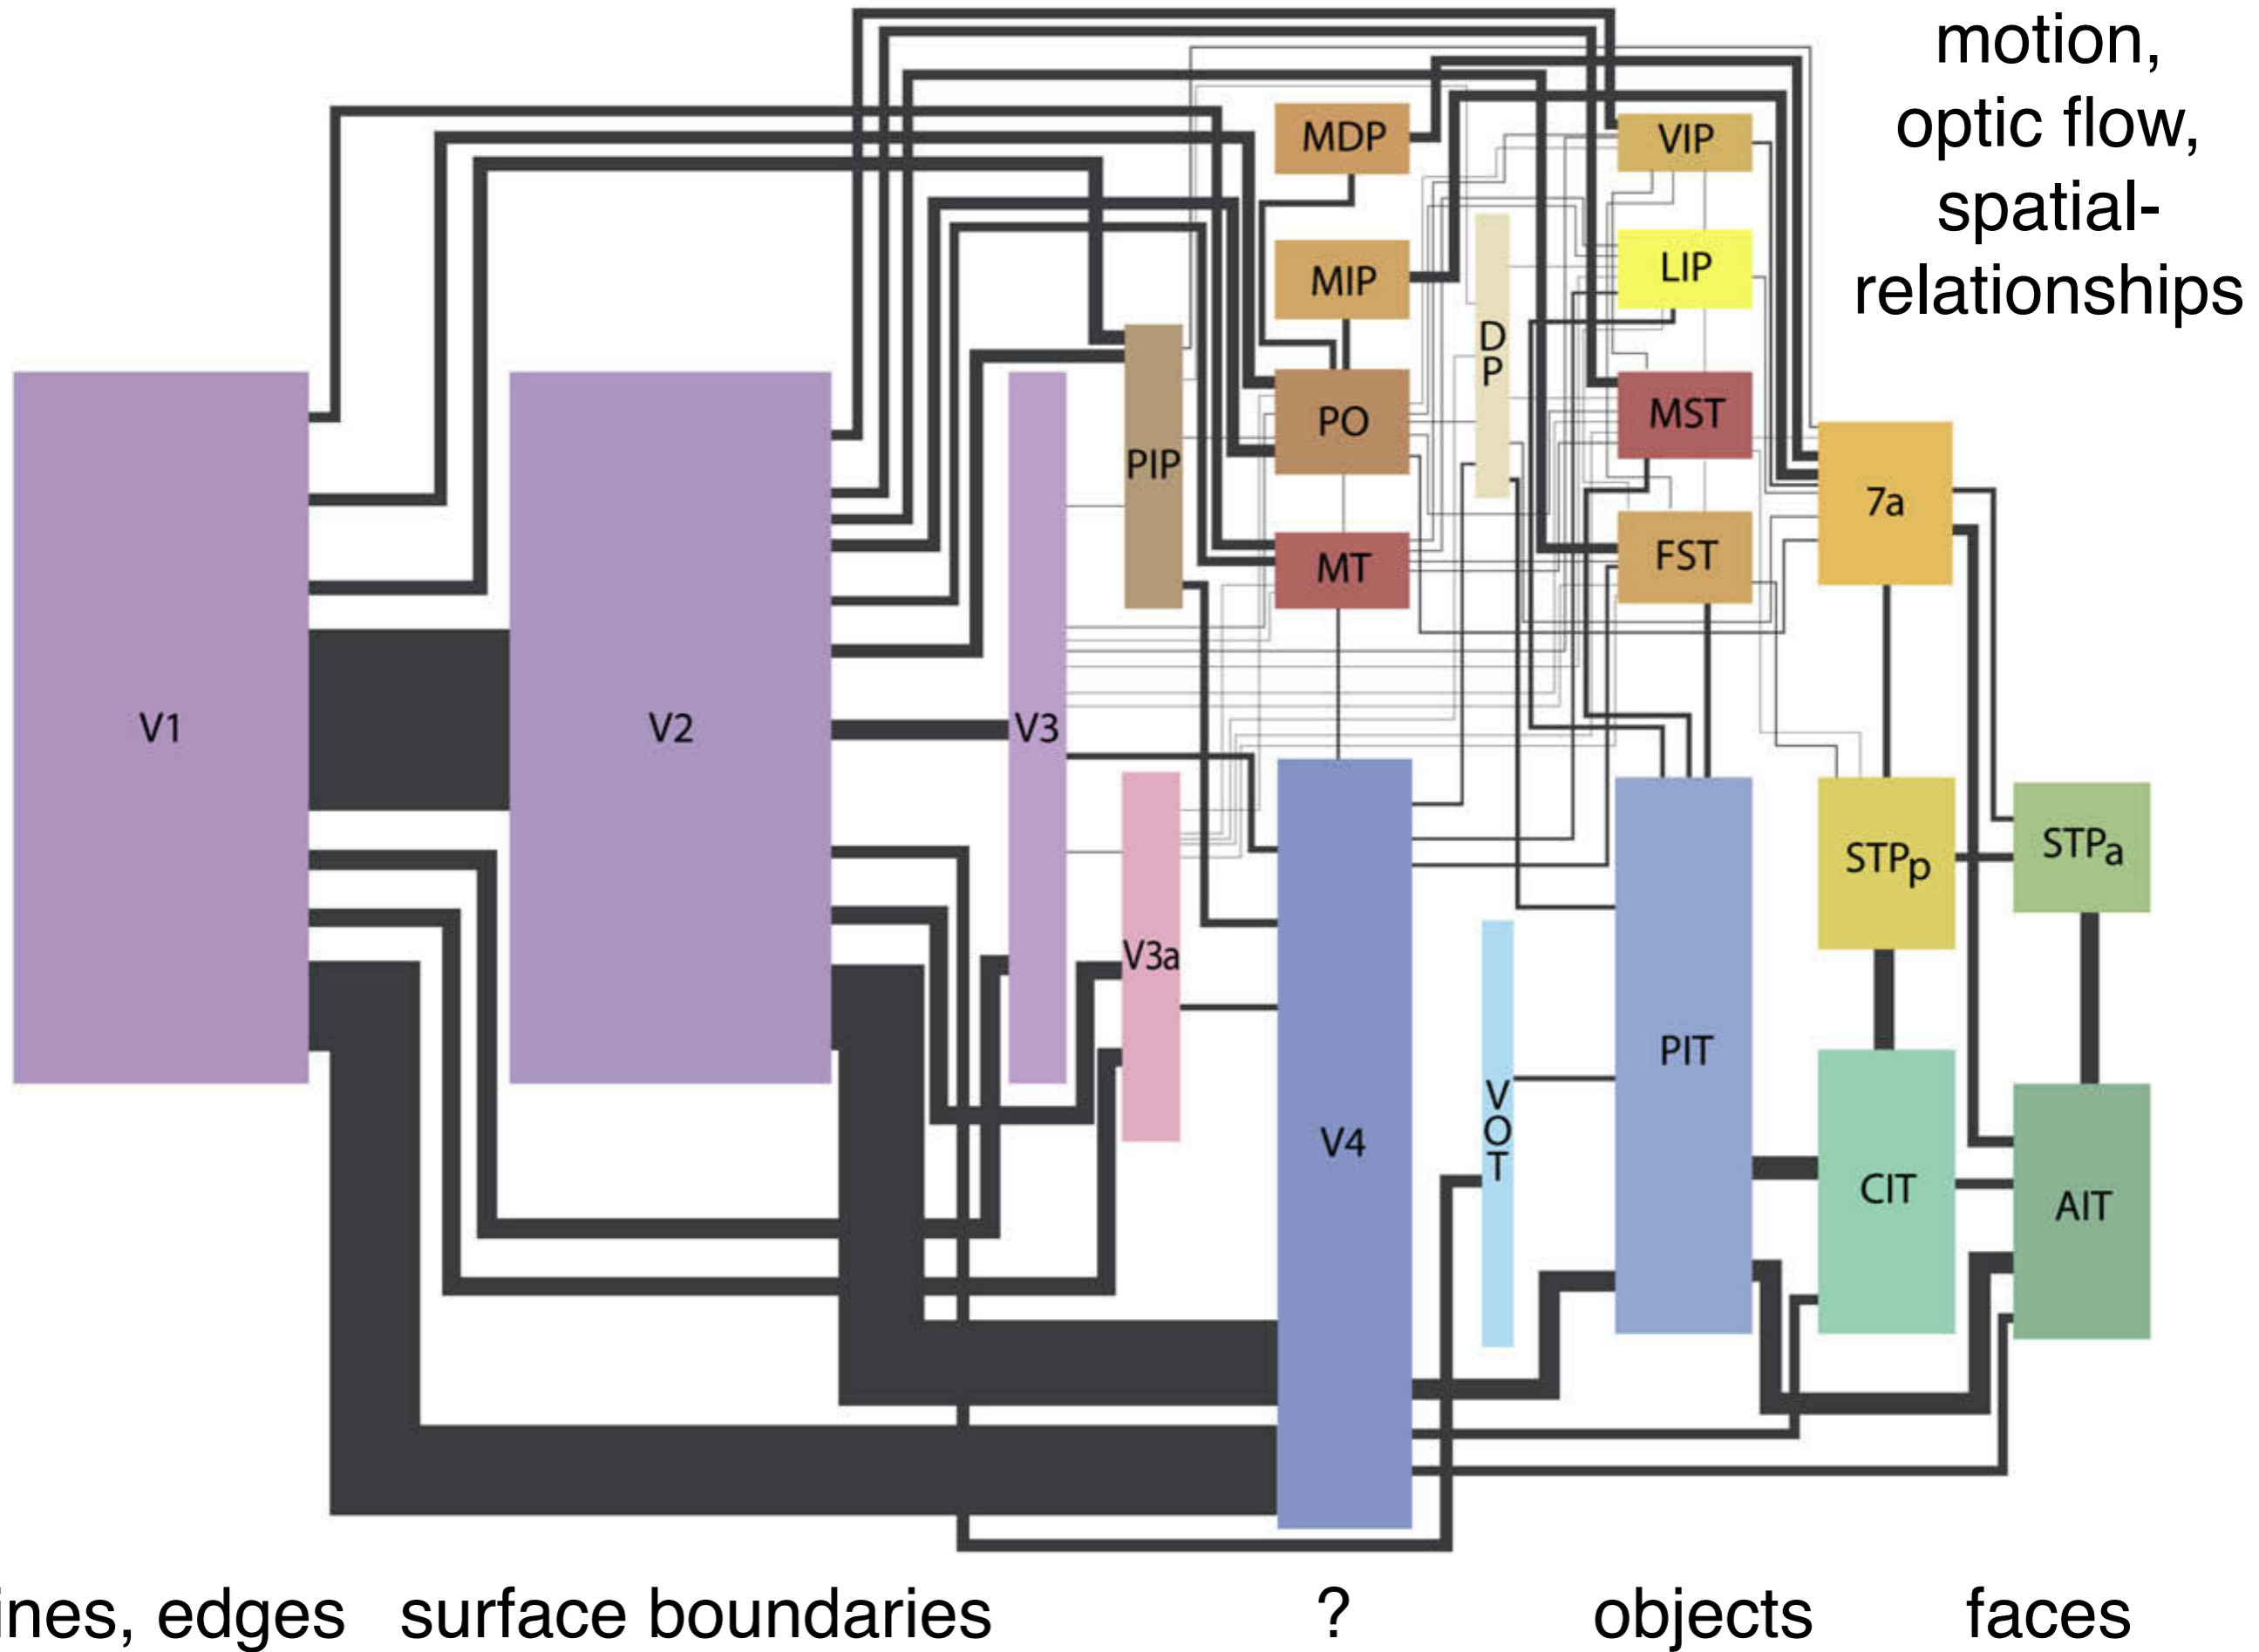 motion,
optic flow,
spatial-
relationships
MDP
VIP
MIP
LIP
DP
PO
MST
PIP
7a
MT
FST
V1
V2
V3
STPp
STPa
V3a
PIT
VOT
V4
CIT
AIT
ines, edges surface boundaries ? objects faces